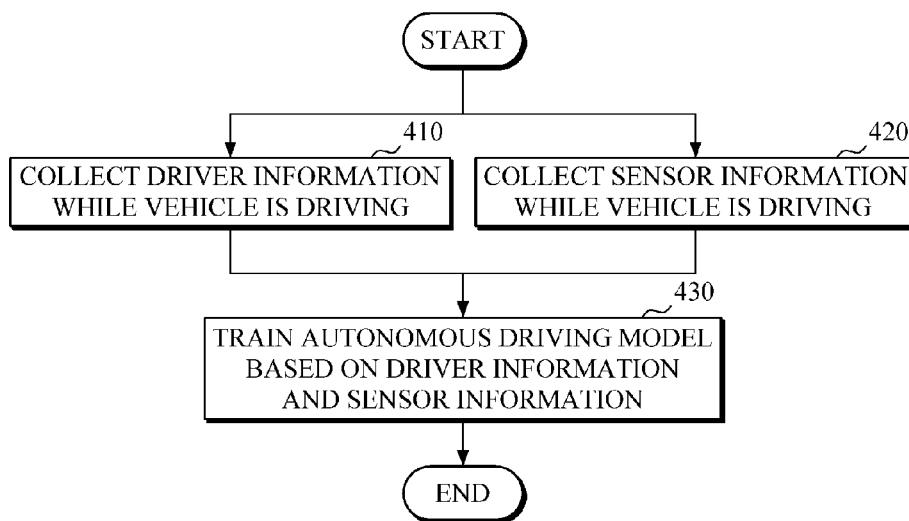 START
410
COLLECT DRIVER INFORMATION
WHILE VEHICLE IS DRIVING
420
COLLECT SENSOR INFORMATION
WHILE VEHICLE IS DRIVING
430
TRAIN AUTONOMOUS DRIVING MODEL
BASED ON DRIVER INFORMATION
AND SENSOR INFORMATION
END